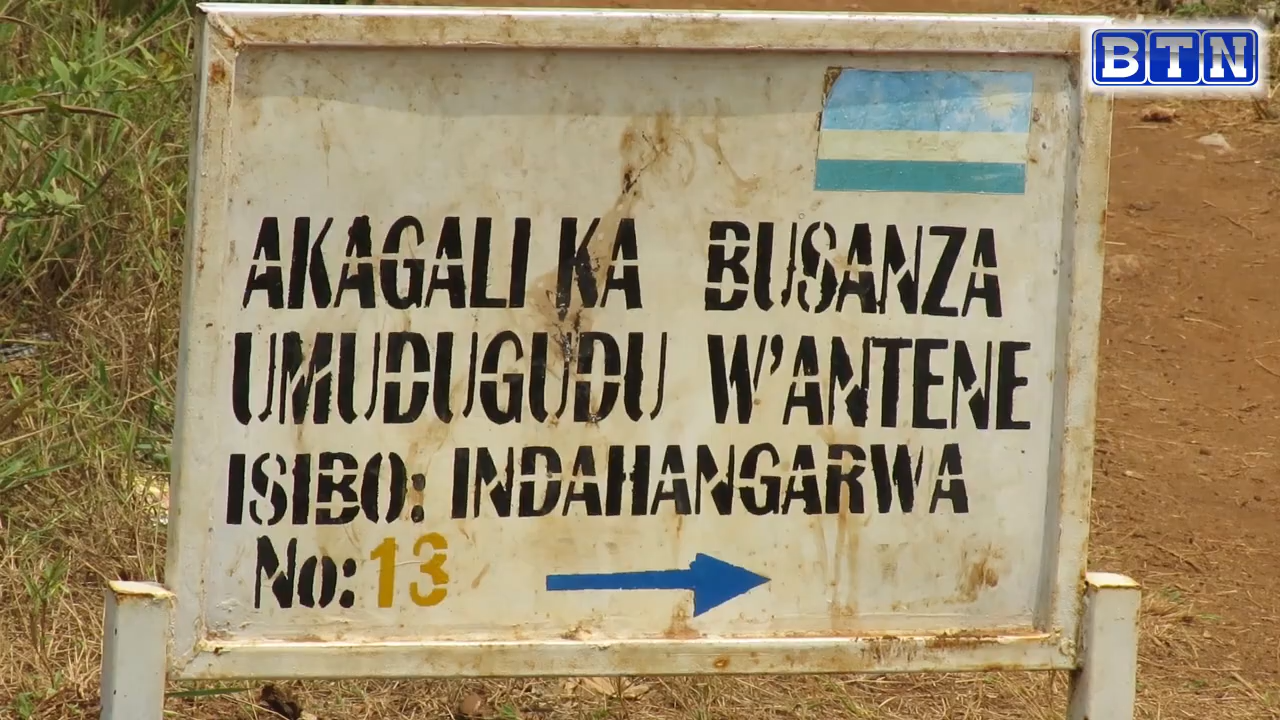 BTN
AKAGALI KA BUSANZA
UMUDUGUDU W'ANTENE
ISIBO: INDAHANGARWA
No: 13